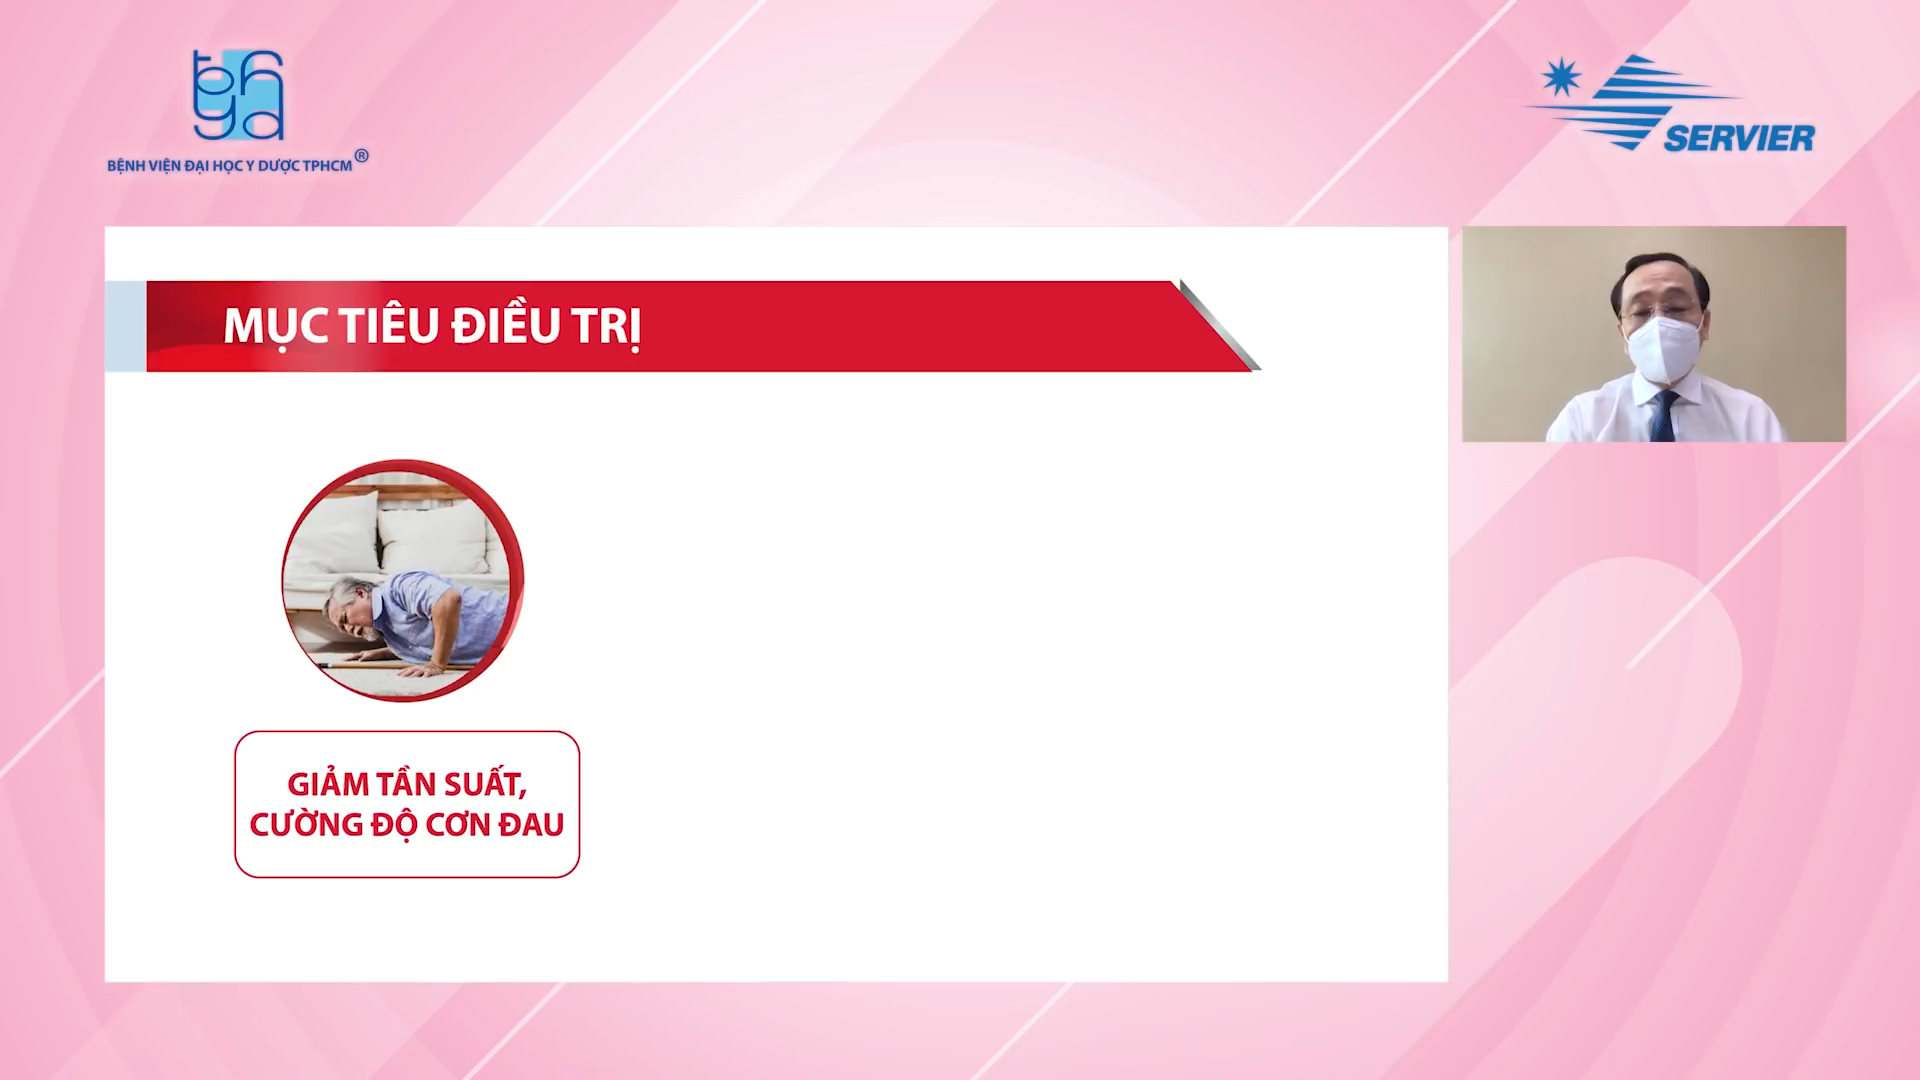 BỆNH VIỆN ĐẠI HỌC Y DƯỢC TPHCM®
SERVIER
MỤC TIÊU ĐIỀU TRỊ
GIẢM TẦN SUẤT,
CƯỜNG ĐỘ CƠN ĐAU